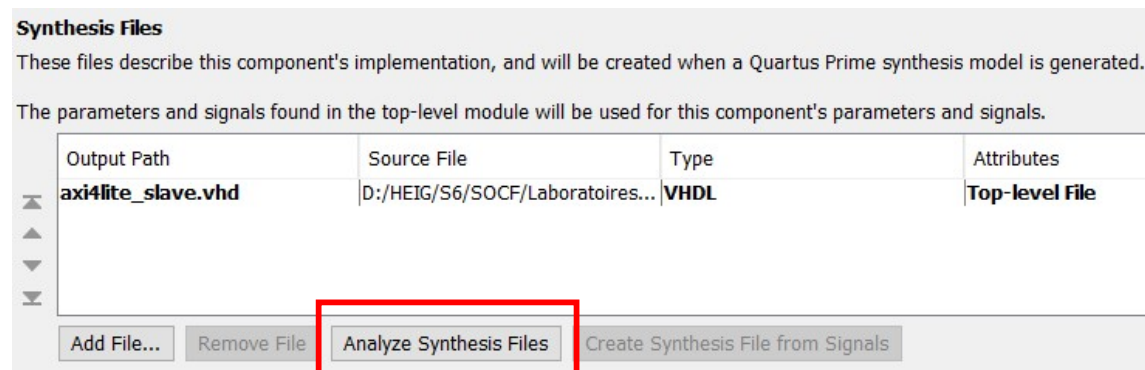 Synthesis Files
These files describe this component's implementation, and will be created when a Quartus Prime synthesis model is generated.
The parameters and signals found in the top-level module will be used for this component's parameters and signals.
Output Path Source File Type Attributes
axi4lite_slave.vhd D:/HEIG/S6/SOCF/Laboratoires... VHDL Top-level File
Add File... Remove File Analyze Synthesis Files Create Synthesis File from Signals